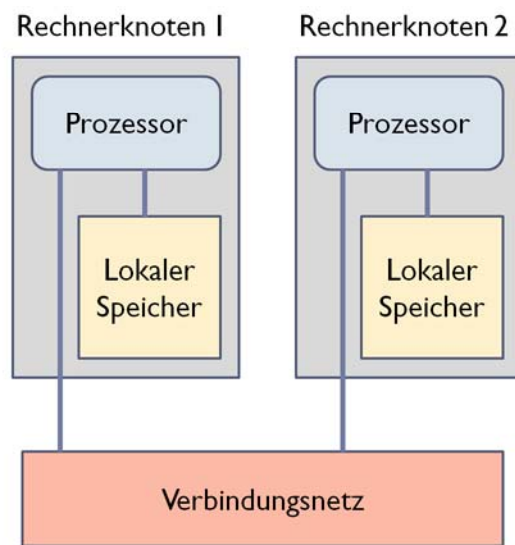 Rechnerknoten 1
Rechnerknoten 2
Prozessor
Prozessor
Lokaler
Speicher
Lokaler
Speicher
Verbindungsnetz